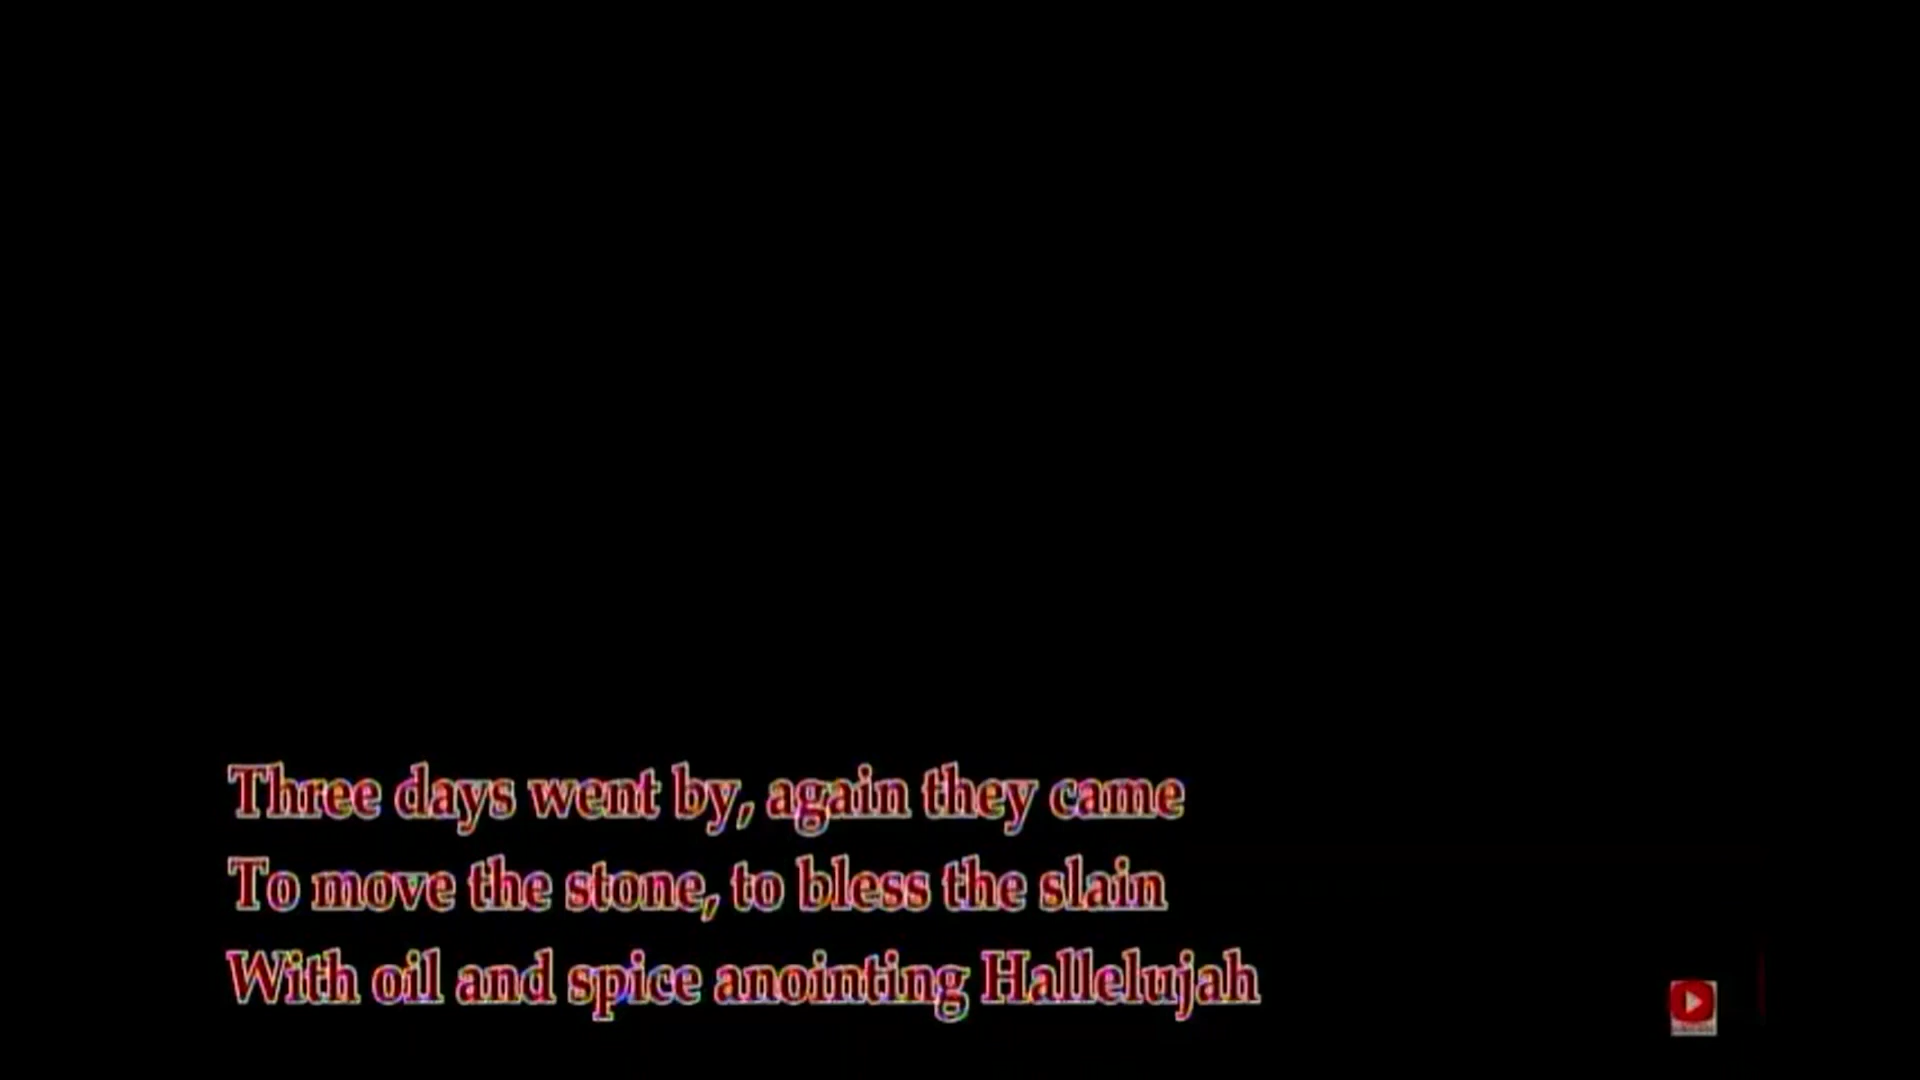 Three days went by, again they came
To move the stone, to bless the slain
With oil and spice anointing Hallelujah